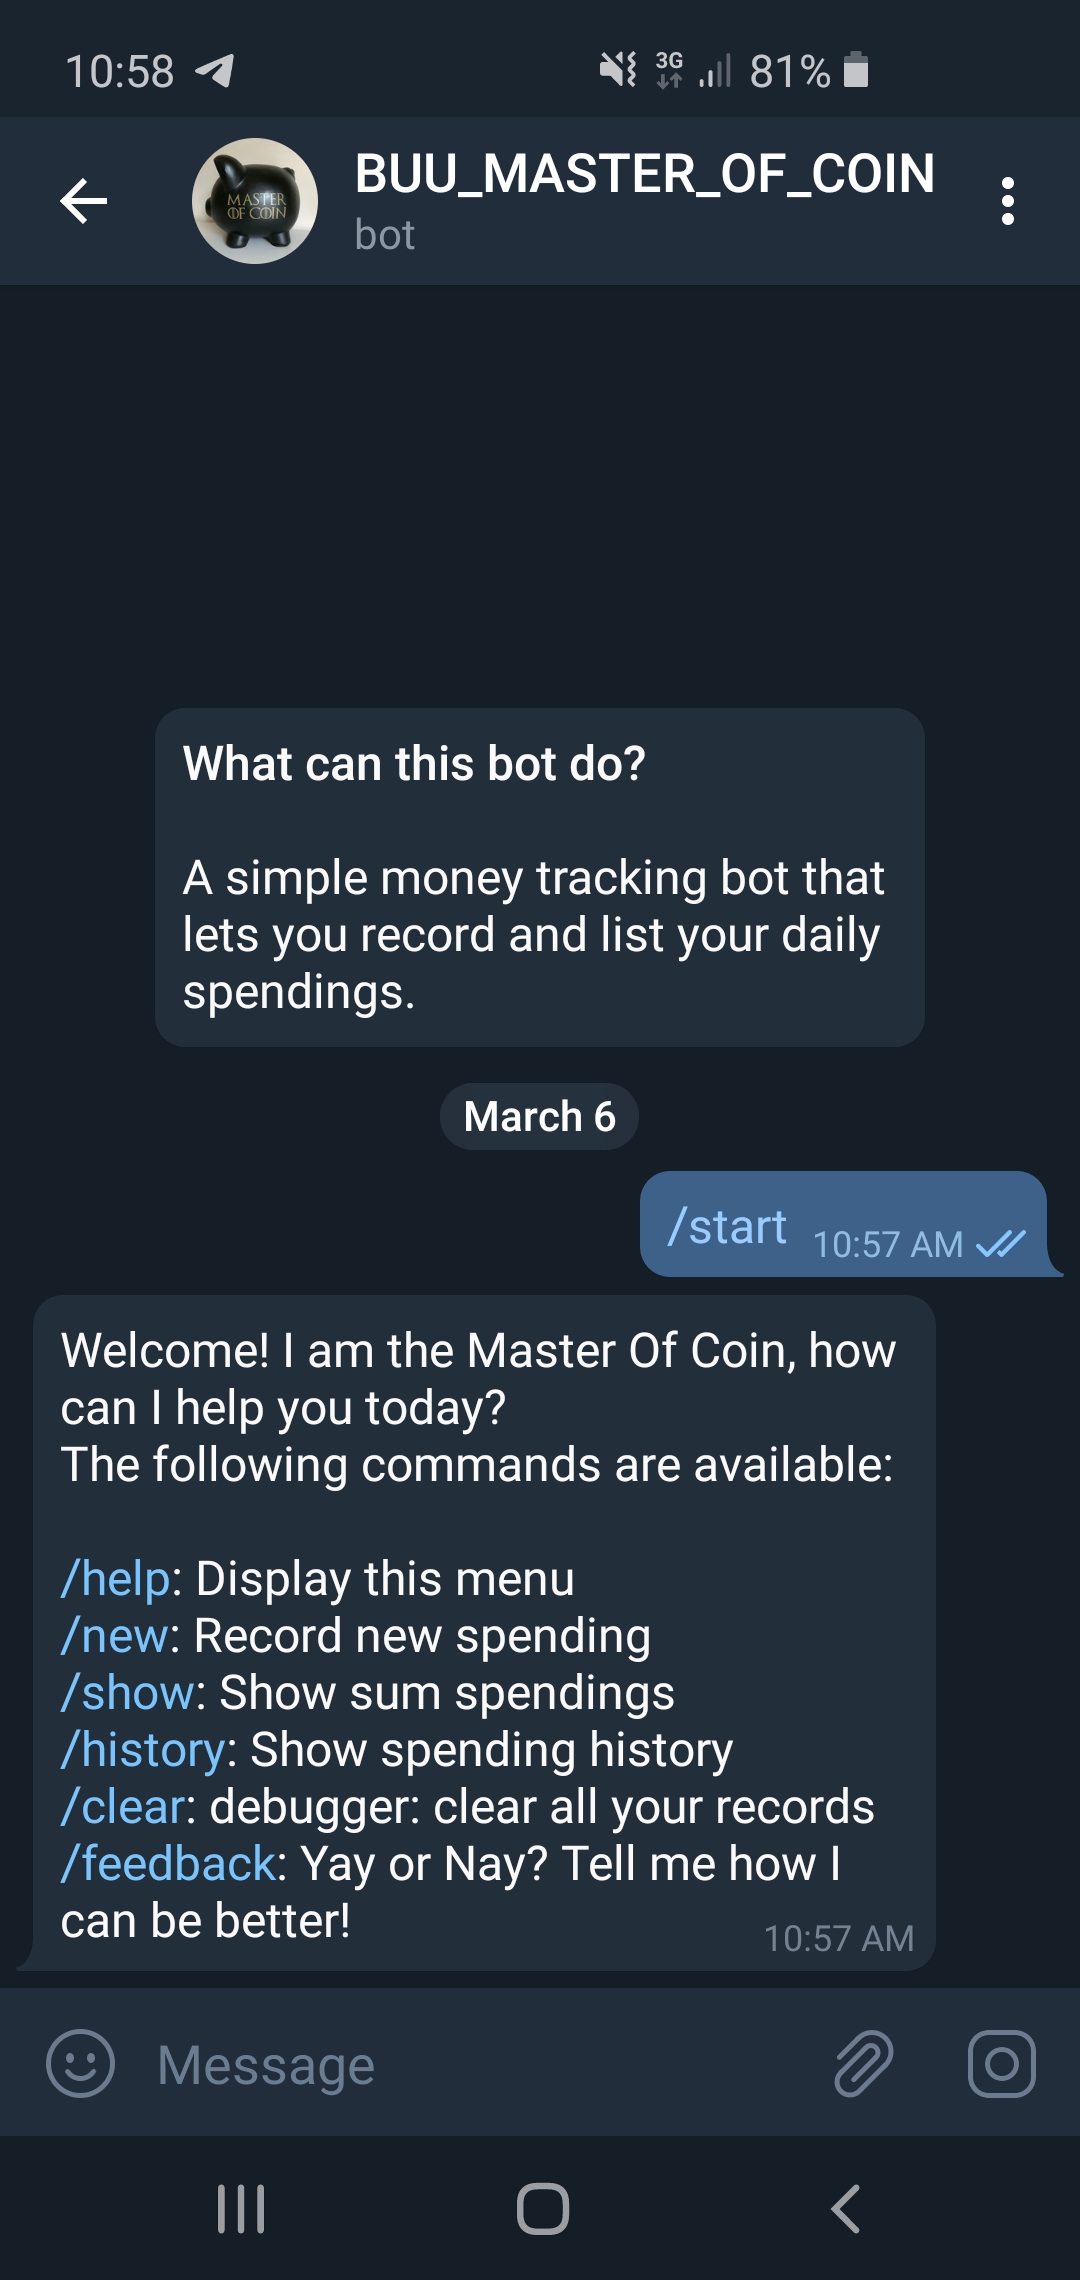 10:58
3G
81%
MASTER
OF COIN
BUU_MASTER_OF_COIN
bot
What can this bot do?
A simple money tracking bot that
lets you record and list your daily
spendings.
March 6
/start 10:57 AM
Welcome! I am the Master Of Coin, how
can I help you today?
The following commands are available:
/help: Display this menu
/new: Record new spending
/show: Show sum spendings
/history: Show spending history
/clear: debugger: clear all your records
/feedback: Yay or Nay? Tell me how I
can be better!
10:57 AM
Message